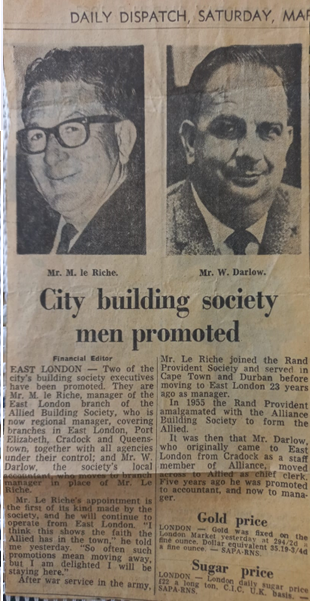 DAILY DISPATCH, SATURDAY, MAR
Mr. M. le Riche.
Mr. W. Darlow.
City building society
men promoted
Financial Editor
EAST LONDON — Two of the
city's building society executives
have been promoted. They are
Mr. M. le Riche, manager of the
East London branch of the
Allied Building Society, who is
now regional manager, covering
branches in East London, Port
Elizabeth, Cradock and Queens-
town, together with all agencies
under their control; and Mr. W.
Darlow, the society's local
accountant, who moves to branch
manager in place of Mr. Le
Riche.
Mr. Le Riche's appointment is
the first of its kind made by the
society, and he will continue to
operate from East London. "I
think this shows the faith the
Allied has in the town," he told
me yesterday. "So often such
promotions mean moving away,
but I am delighted I will be
staying here."
After war service in the army,
Mr. Le Riche joined the Rand
Provident Society and served in
Cape Town and Durban before
moving to East London 23 years
ago as manager.
In 1955 the Rand Provident
amalgamated with the Alliance
Building Society to form the
Allied.
It was then that Mr. Darlow,
who originally came to East
London from Cradock as a staff
member of Alliance, moved
across to Allied as chief clerk.
Five years ago he was promoted
to accountant, and now to mana-
ger.
Gold price
LONDON — Gold was fixed on the
London Market yesterday at 294/10
fine ounce. Dollar equivalent 35.19-3/4d
a fine ounce. — SAPA-RNS.
Sugar price
LONDON — London daily sugar price
£22 a long ton, C.I.C. U.K. basis. —
SAPA-RNS.